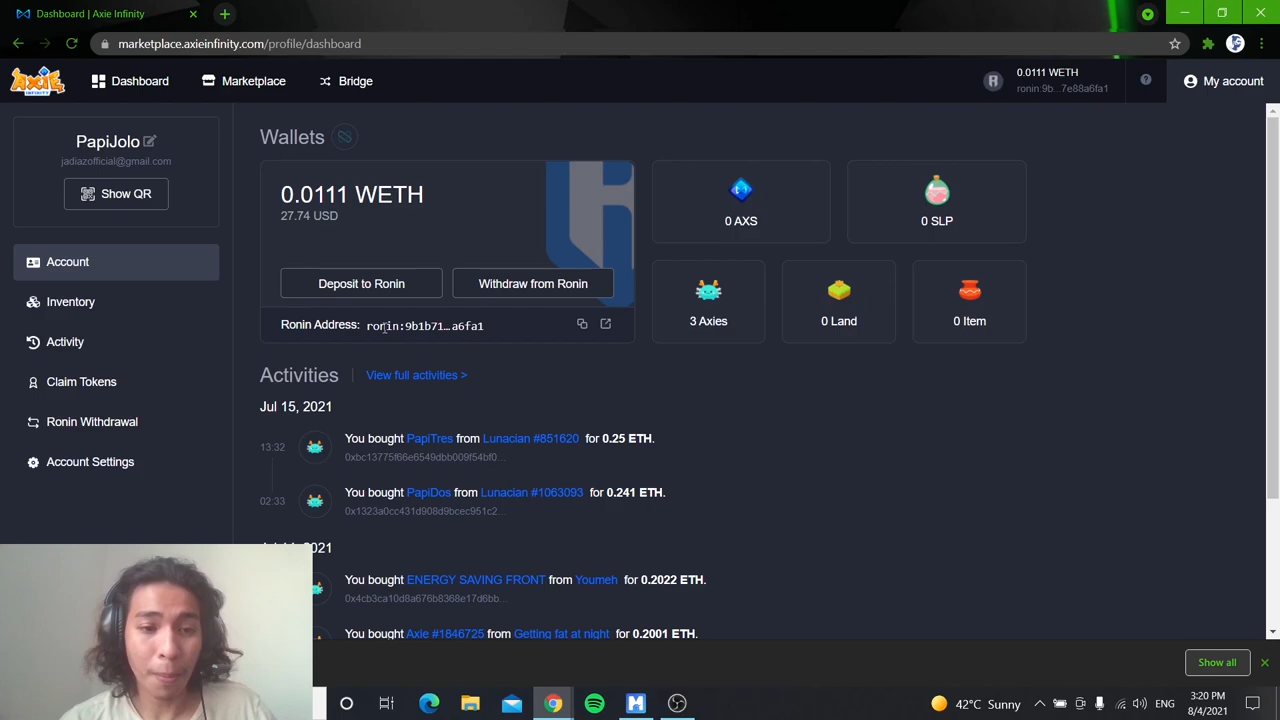 Dashboard | Axie Infinity
marketplace.axieinfinity.com/profile/dashboard
AXIE
INFINITY
Dashboard
Marketplace
Bridge
0.0111 WETH
ronin:9b...7e88a6fa1
My account
PapiJolo
jadiazofficial@gmail.com
Show QR
Account
Inventory
Activity
Claim Tokens
Ronin Withdrawal
Account Settings
Wallets
0.0111 WETH
27.74 USD
Deposit to Ronin
Withdraw from Ronin
Ronin Address: ronin:9b1b71…a6fa1
0 AXS
0 SLP
3 Axies
0 Land
0 Item
Activities
View full activities >
Jul 15, 2021
13:32
You bought PapiTres from Lunacian #851620 for 0.25 ETH.
0xbc13775f66e6549dbb009f54bf0...
02:33
You bought PapiDos from Lunacian #1063093 for 0.241 ETH.
0x1323a0cc431d908d9bcec951c2...
2021
You bought ENERGY SAVING FRONT from Youmeh for 0.2022 ETH.
0x4cb3ca10d8a676b8368e17d6bb...
You bought Axie #1846725 from Getting fat at night for 0.2001 ETH.
Show all
42°C Sunny
ENG
3:20 PM
8/4/2021